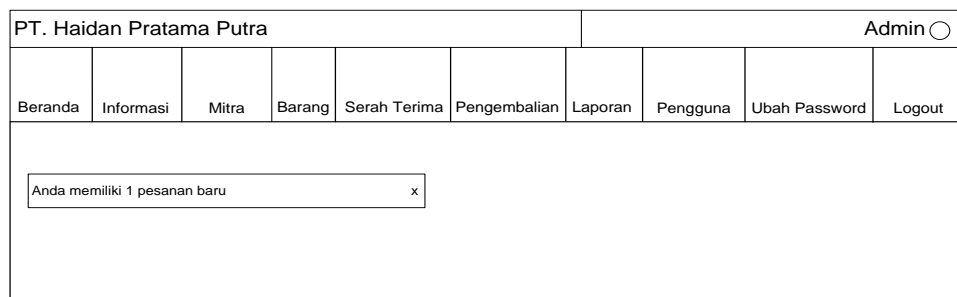 PT. Haidan Pratama Putra Admin
Beranda Informasi Mitra Barang Serah Terima Pengembalian Laporan Pengguna Ubah Password Logout
Anda memiliki 1 pesanan baru x